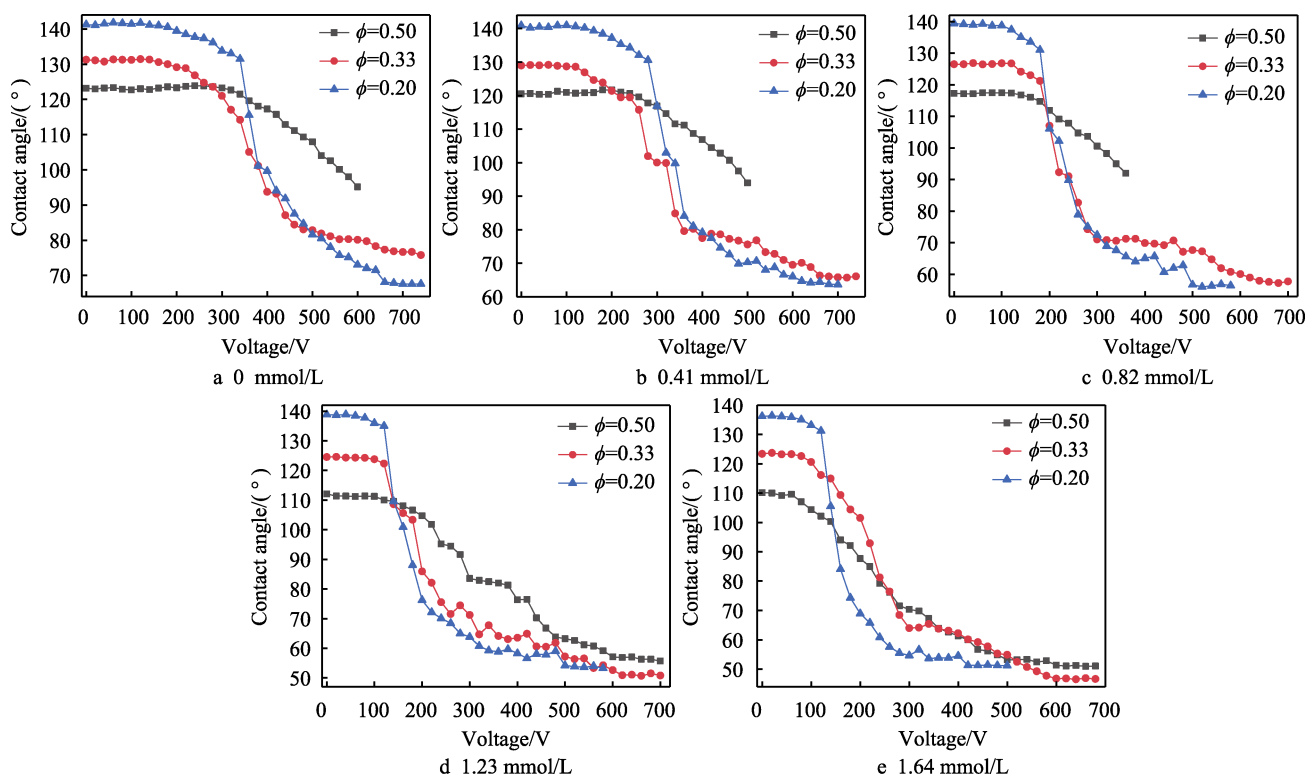 140
130
120
110
100
90
80
70
Contact angle/( ° )
ϕ=0.50
ϕ=0.33
ϕ=0.20
0 100 200 300 400 500 600 700
Voltage/V
a 0 mmol/L
140
130
120
110
100
90
80
70
60
Contact angle/( ° )
ϕ=0.50
ϕ=0.33
ϕ=0.20
0 100 200 300 400 500 600 700
Voltage/V
b 0.41 mmol/L
140
130
120
110
100
90
80
70
60
Contact angle/( ° )
ϕ=0.50
ϕ=0.33
ϕ=0.20
0 100 200 300 400 500 600 700
Voltage/V
c 0.82 mmol/L
140
130
120
110
100
90
80
70
60
50
Contact angle/( ° )
ϕ=0.50
ϕ=0.33
ϕ=0.20
0 100 200 300 400 500 600 700
Voltage/V
d 1.23 mmol/L
140
130
120
110
100
90
80
70
60
50
Contact angle/( ° )
ϕ=0.50
ϕ=0.33
ϕ=0.20
0 100 200 300 400 500 600 700
Voltage/V
e 1.64 mmol/L